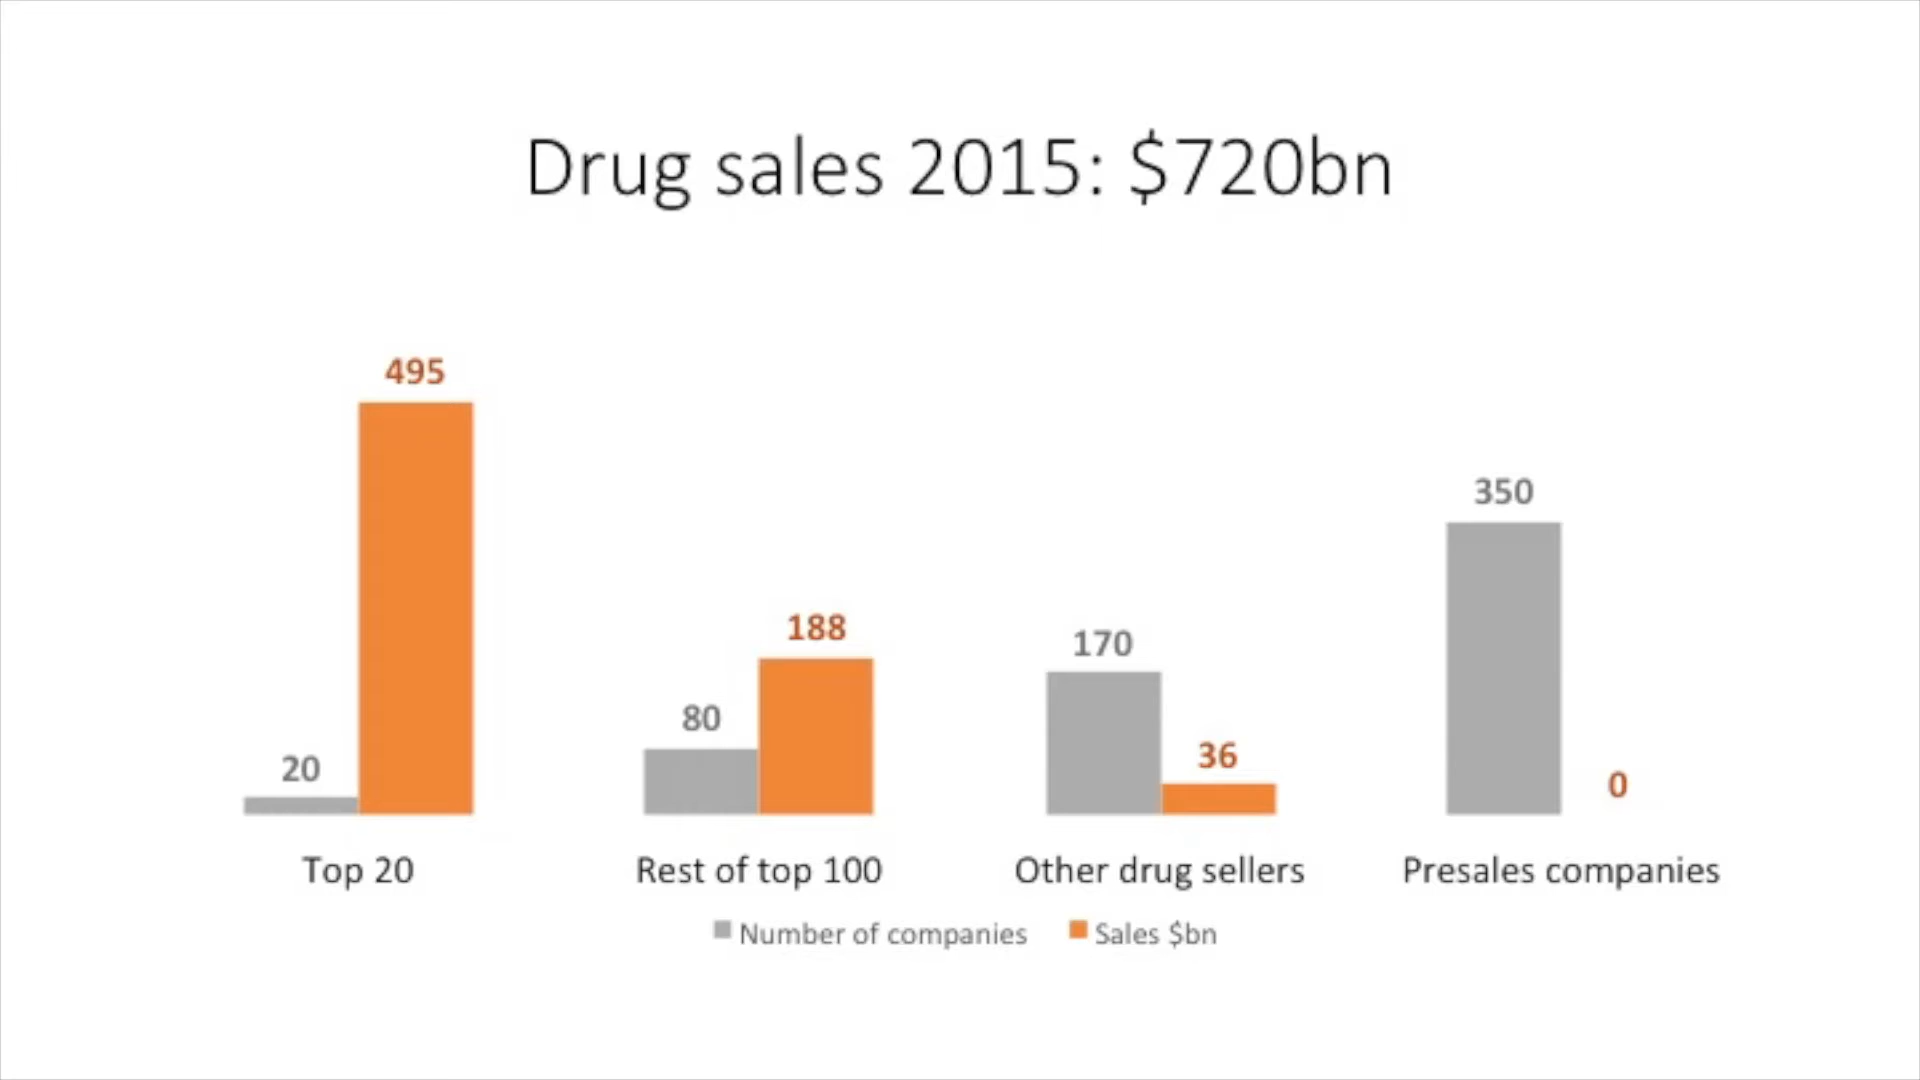 Drug sales 2015: $720bn
495
20
188
80
170
36
350
0
Top 20
Rest of top 100
Other drug sellers
Presales companies
Number of companies
Sales $bn